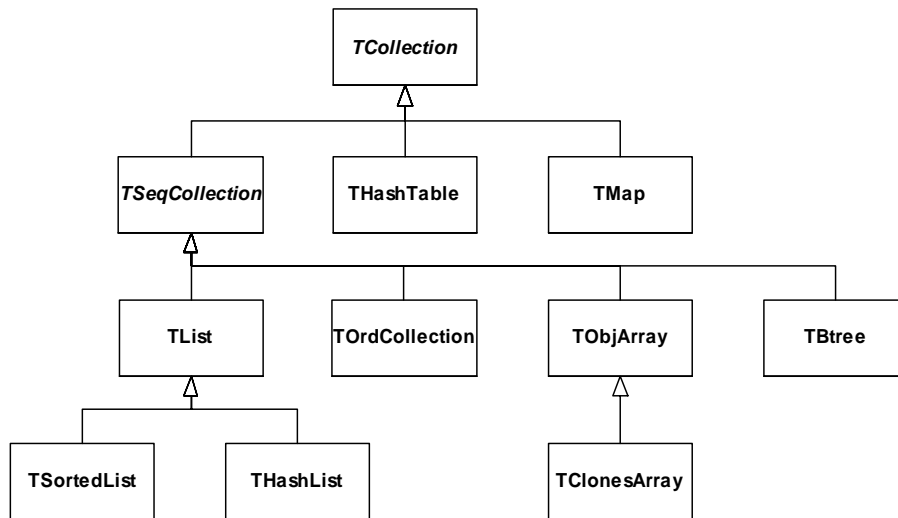 TCollection
TSeqCollection
THashTable
TMap
TList
TOrdCollection
TObjArray
TBtree
TSortedList
THashList
TClonesArray